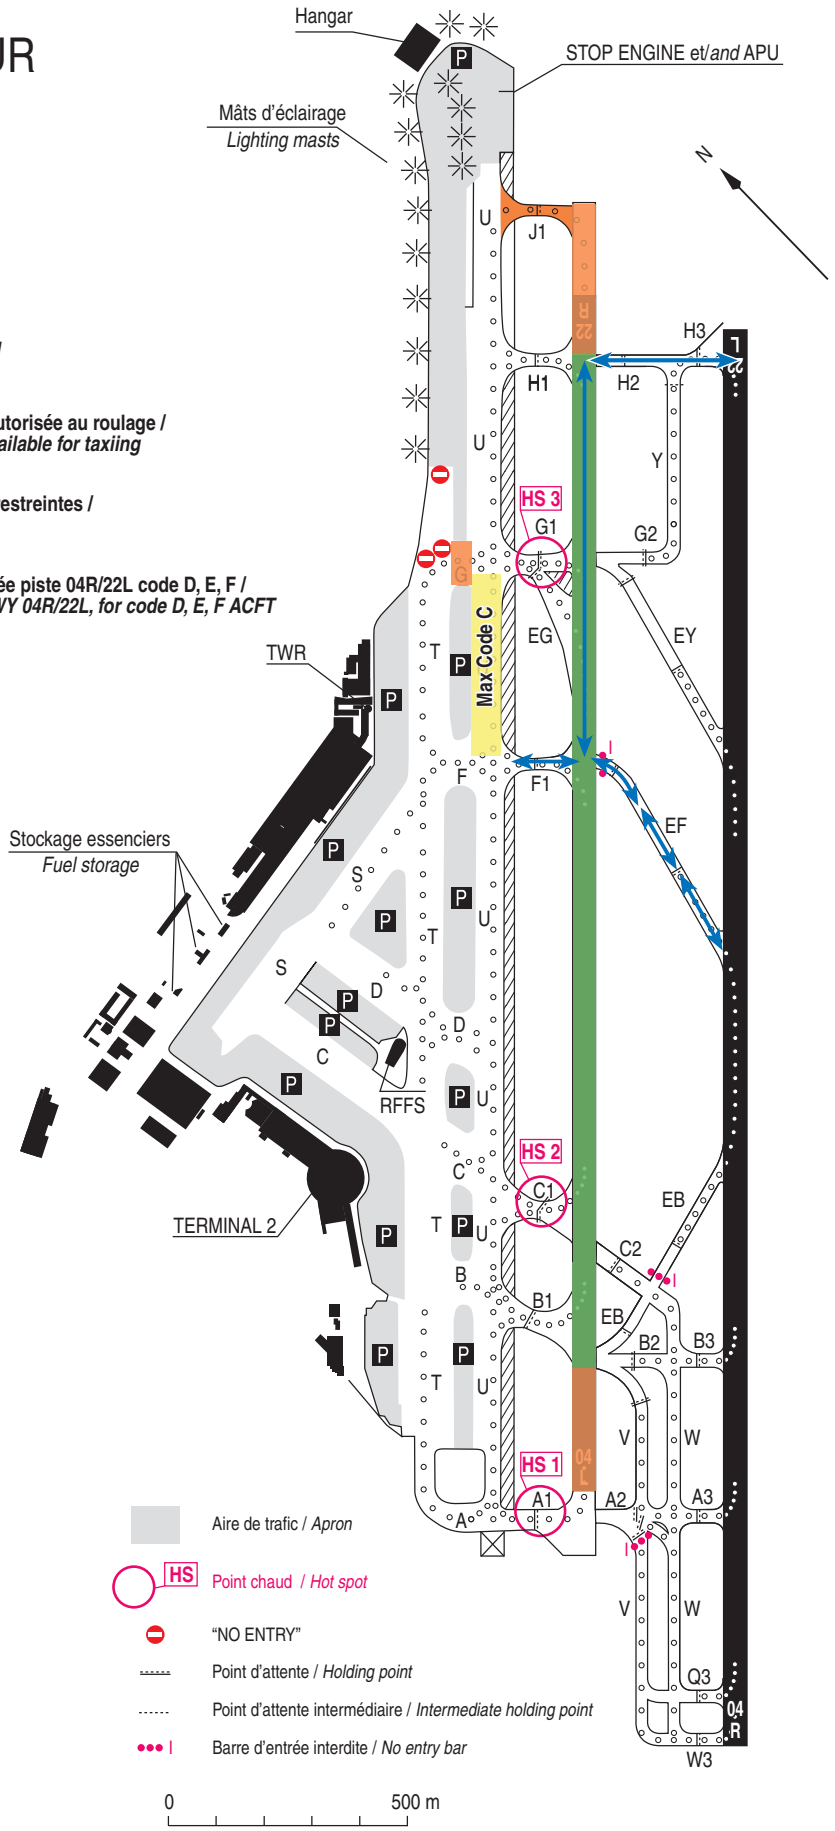 Hangar
UR
P
STOP ENGINE et/and APU
Mâts d'éclairage
Lighting masts
N
U
J1
22
R
H3
L
22
/
H1
H2
utorisée au roulage /
ailable for taxiing
U
Y
HS 3
estreintes /
G1
G2
G
ée piste 04R/22L code D, E, F /
WY 04R/22L, for code D, E, F ACFT
Max Code C
EG
EY
T
TWR
P
P
I
F
F1
EF
Stockage essenciers
Fuel storage
P
S
P
P
U
T
S
D
P
P
D
C
P
RFFS
P
U
HS 2
C
C1
EB
TERMINAL 2
P
T
P
U
C2
I
B
B1
EB
B2
B3
P
P
T
U
V
W
HS 1
04
L
A1
A2
A3
A
I
Aire de trafic / Apron
HS
Point chaud / Hot spot
V
W
"NO ENTRY"
Point d'attente / Holding point
Q3
Point d'attente intermédiaire / Intermediate holding point
04
R
I
Barre d'entrée interdite / No entry bar
W3
0
500 m